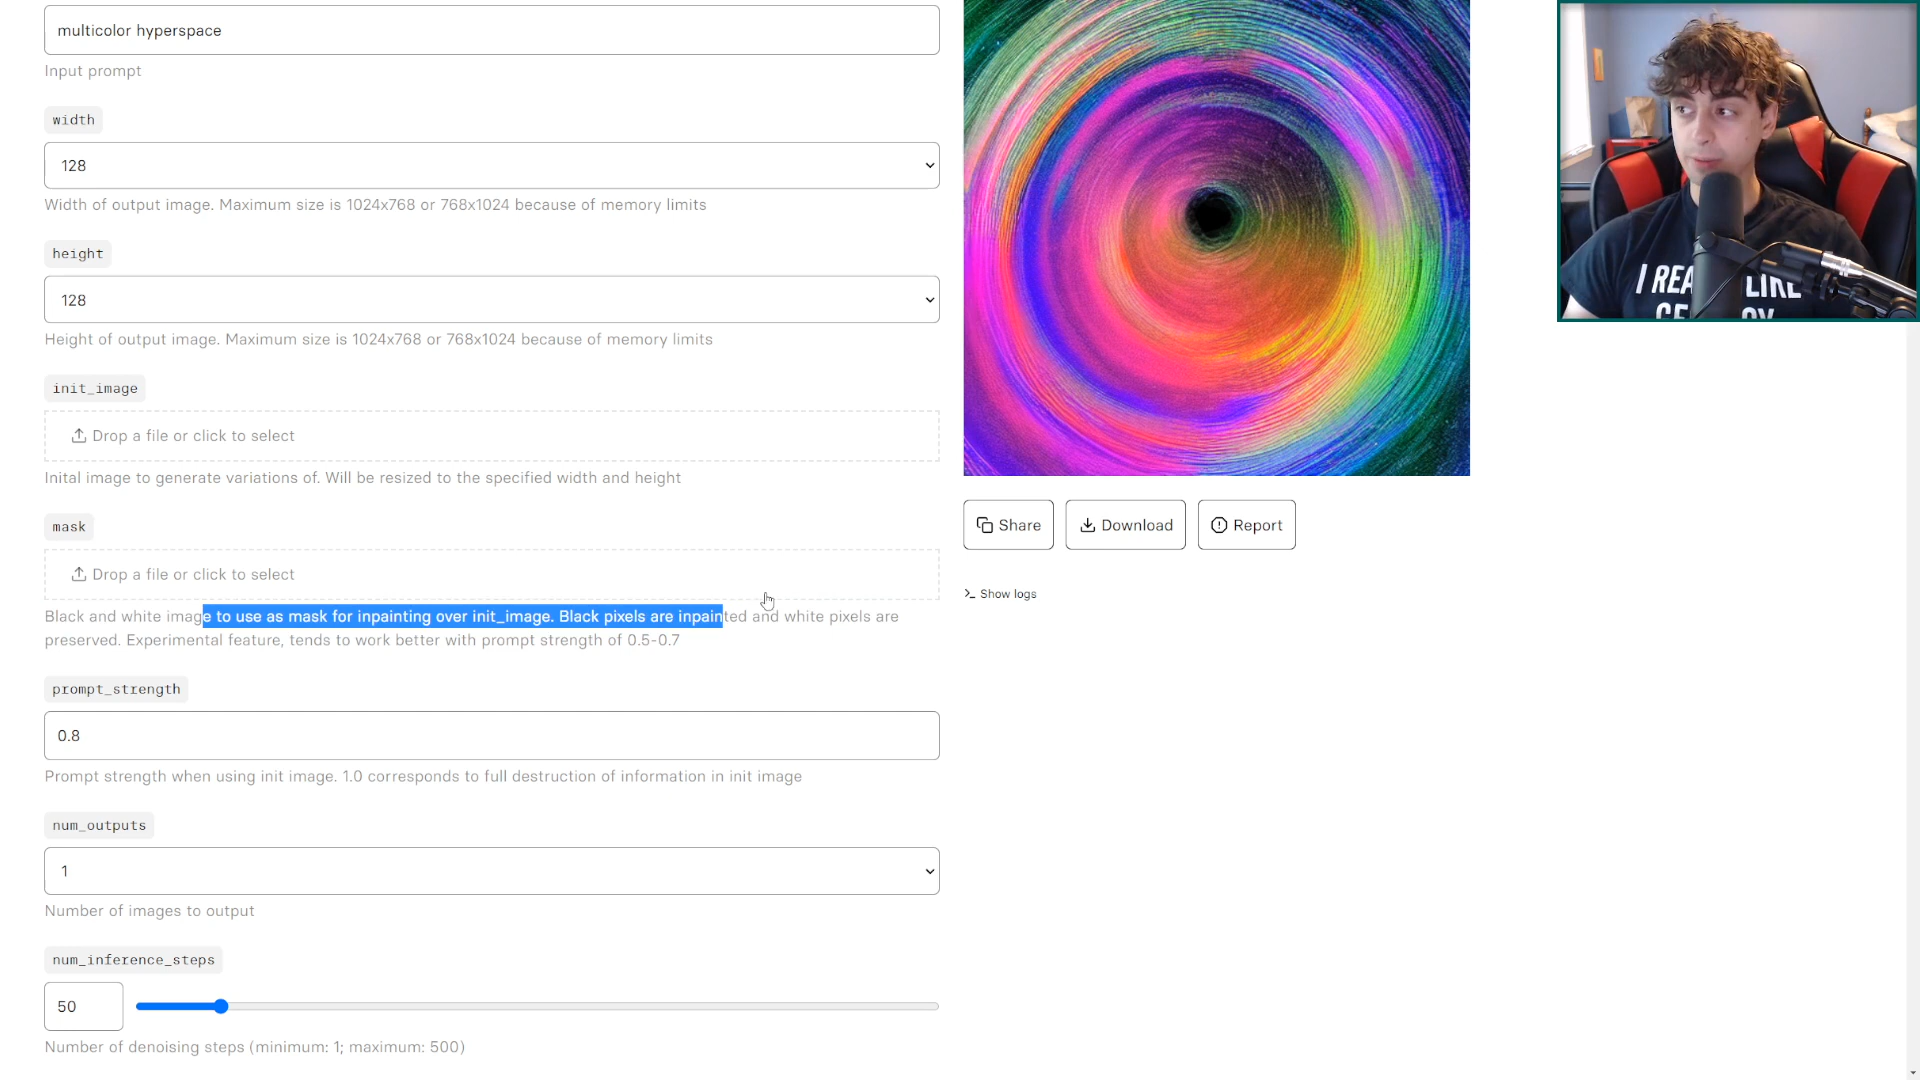 multicolor hyperspace
Input prompt
width
128
Width of output image. Maximum size is 1024x768 or 768x1024 because of memory limits
height
128
Height of output image. Maximum size is 1024x768 or 768x1024 because of memory limits
init_image
Drop a file or click to select
Inital image to generate variations of. Will be resized to the specified width and height
mask
Drop a file or click to select
Black and white image to use as mask for inpainting over init_image. Black pixels are inpainted and white pixels are
preserved. Experimental feature, tends to work better with prompt strength of 0.5-0.7
prompt_strength
0.8
Prompt strength when using init image. 1.0 corresponds to full destruction of information in init image
num_outputs
1
Number of images to output
num_inference_steps
50
Number of denoising steps (minimum: 1; maximum: 500)
Share
Download
Report
>_ Show logs
I